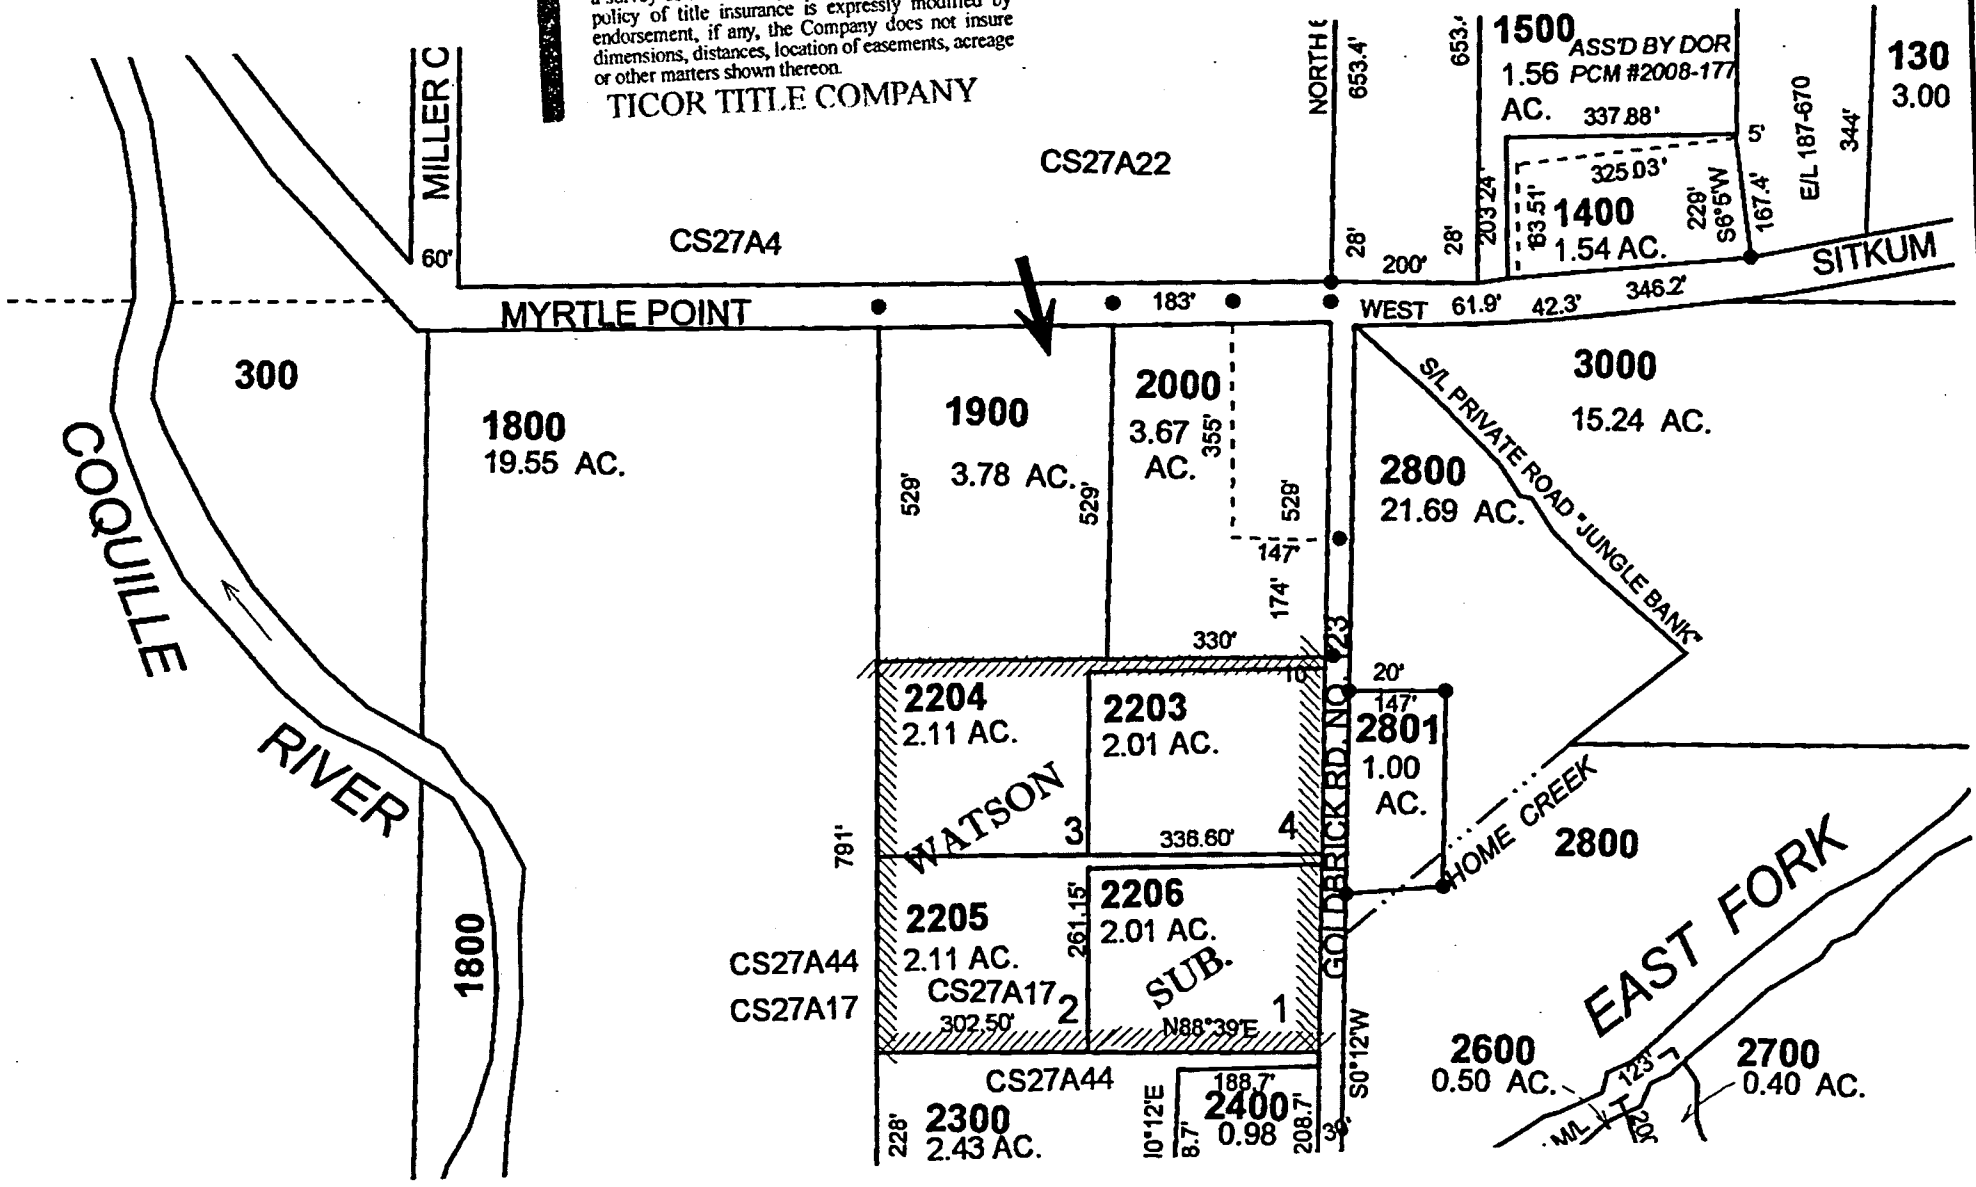 policy of title insurance is expressly modified by
endorsement, if any, the Company does not insure
dimensions, distances, location of easements, acreage
or other matters shown thereon.
TICOR TITLE COMPANY
MILLER C
60'
CS27A4
CS27A22
NORTH
653.4'
28'
653.
28'
200'
203.24'
1500
ASS'D BY DOR
1.56
PCM #2008-177
AC.
337.88'
5'
325.03'
63.51'
1400
1.54 AC.
229'
S6°5'W
167.4'
E/L 187-670
344'
130
3.00
SITKUM
MYRTLE POINT
183'
WEST
61.9'
42.3'
346.2'
300
1800
19.55 AC.
1900
3.78 AC.
529'
529'
2000
3.67
AC.
355'
529'
147'
174'
330'
S/L PRIVATE ROAD "JUNGLE BANK"
3000
15.24 AC.
2800
21.69 AC.
COQUILLE
RIVER
2204
2.11 AC.
2203
2.01 AC.
10'
GOLDBRICK RD. NO. 23
20'
147'
2801
1.00
AC.
HOME CREEK
2800
EAST FORK
WATSON
3
336.60'
4
791'
2205
2.11 AC.
261.15'
2206
2.01 AC.
SUB.
CS27A44
CS27A17
CS27A17
302.50'
2
N88°39'E
1
1800
S0°12'W
CS27A44
228'
2300
2.43 AC.
N0°12'E
8.7'
188.7'
2400
0.98
208.7'
30'
2600
0.50 AC.
123'
M/L
2700
0.40 AC.